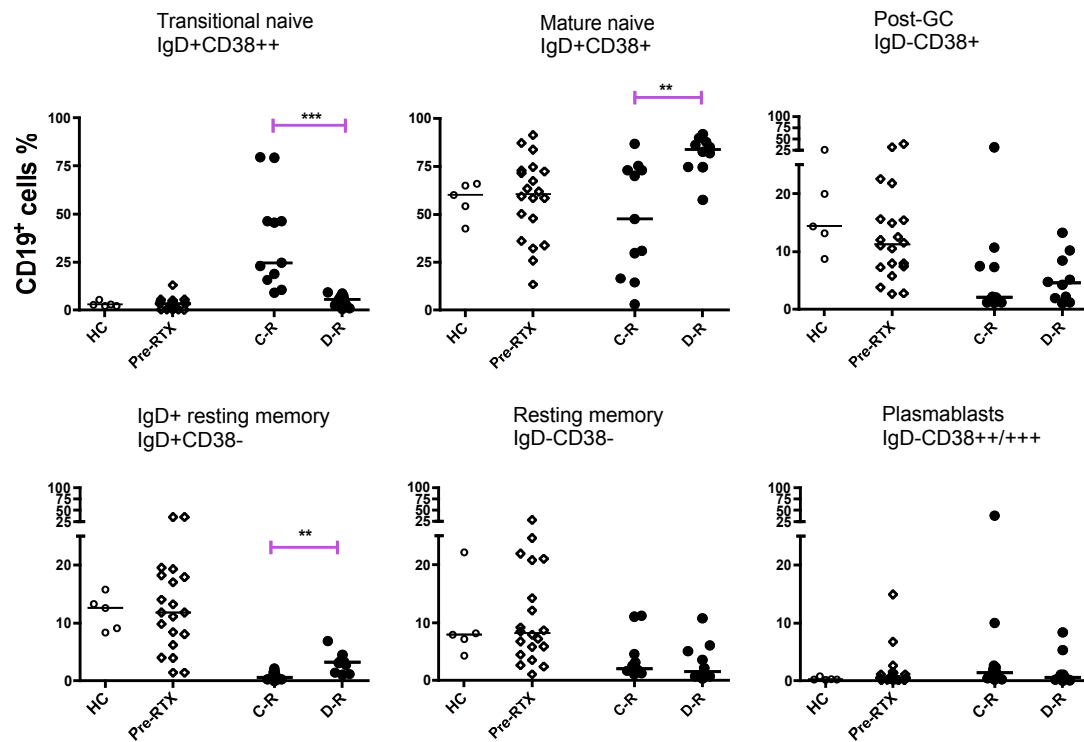 Transitional naive
IgD+CD38++
Mature naive
IgD+CD38+
Post-GC
IgD-CD38+
CD19+ cells %
100
75
50
25
0
***
HC
Pre-RTX
C-R
D-R
100
75
50
25
0
**
HC
Pre-RTX
C-R
D-R
100
75
50
25
20
10
0
HC
Pre-RTX
C-R
D-R
IgD+ resting memory
IgD+CD38-
Resting memory
IgD-CD38-
Plasmablasts
IgD-CD38++/+++
100
75
50
25
20
10
0
**
HC
Pre-RTX
C-R
D-R
100
75
50
25
20
10
0
HC
Pre-RTX
C-R
D-R
100
75
50
25
20
10
0
HC
Pre-RTX
C-R
D-R